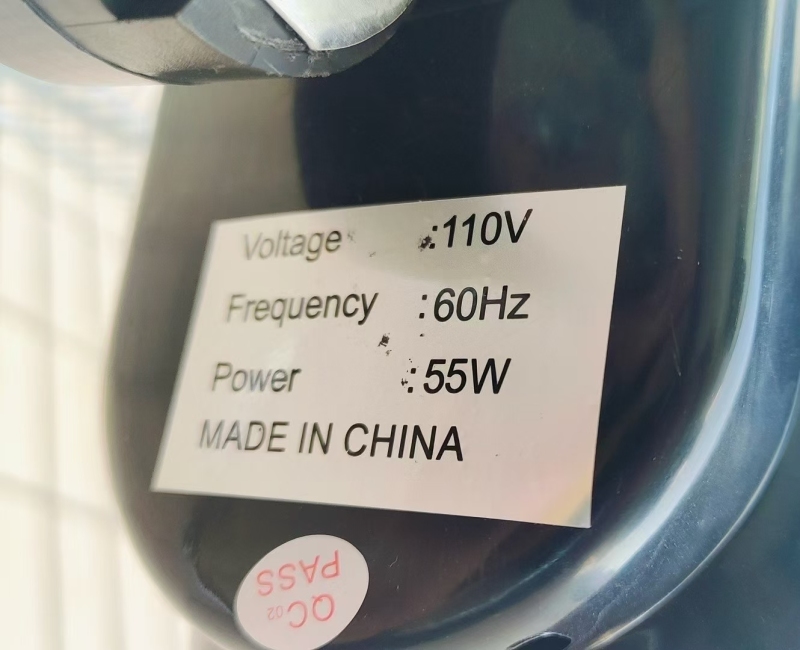 Voltage :110V
Frequency :60Hz
Power :55W
MADE IN CHINA
QC 02
PASS